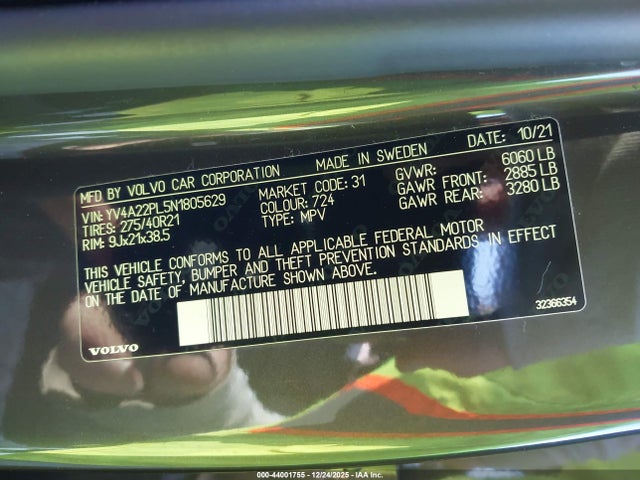 MFD BY VOLVO CAR CORPORATION MADE IN SWEDEN DATE: 10/21
VIN: YV4A22PL5N1805629 MARKET CODE: 31 GVWR: 6060 LB
TIRES: 275/40R21 COLOUR: 724 GAWR FRONT: 2885 LB
RIM: 9Jx21x38.5 TYPE: MPV GAWR REAR: 3280 LB
THIS VEHICLE CONFORMS TO ALL APPLICABLE FEDERAL MOTOR
VEHICLE SAFETY, BUMPER AND THEFT PREVENTION STANDARDS IN EFFECT
ON THE DATE OF MANUFACTURE SHOWN ABOVE.
VOLVO 32366354
000-44001755 - 12/24/2025 - IAA Inc.